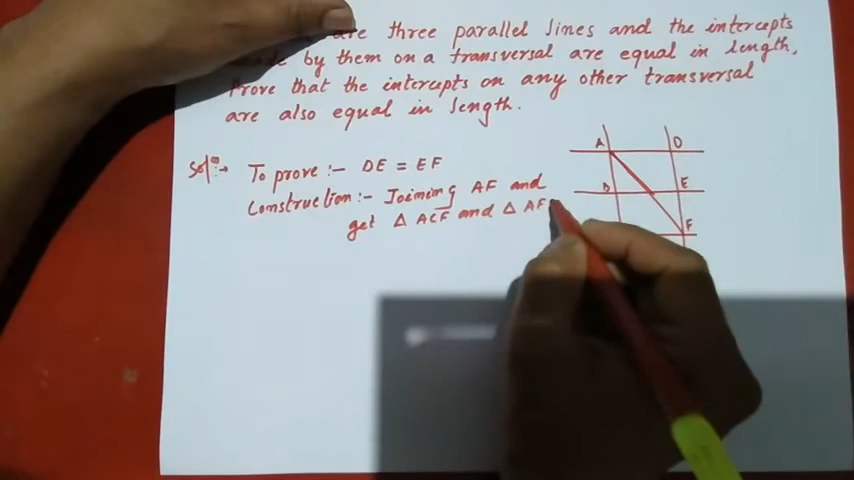 are three parallel lines and the intercepts
by them on a transversal are equal in length,
Prove that the intercepts on any other transversal
are also equal in length.
Solⁿ:→ To prove :- DE = EF
Construction :- Joining AF and
get △ ACF and △ AF
A D
B E
F